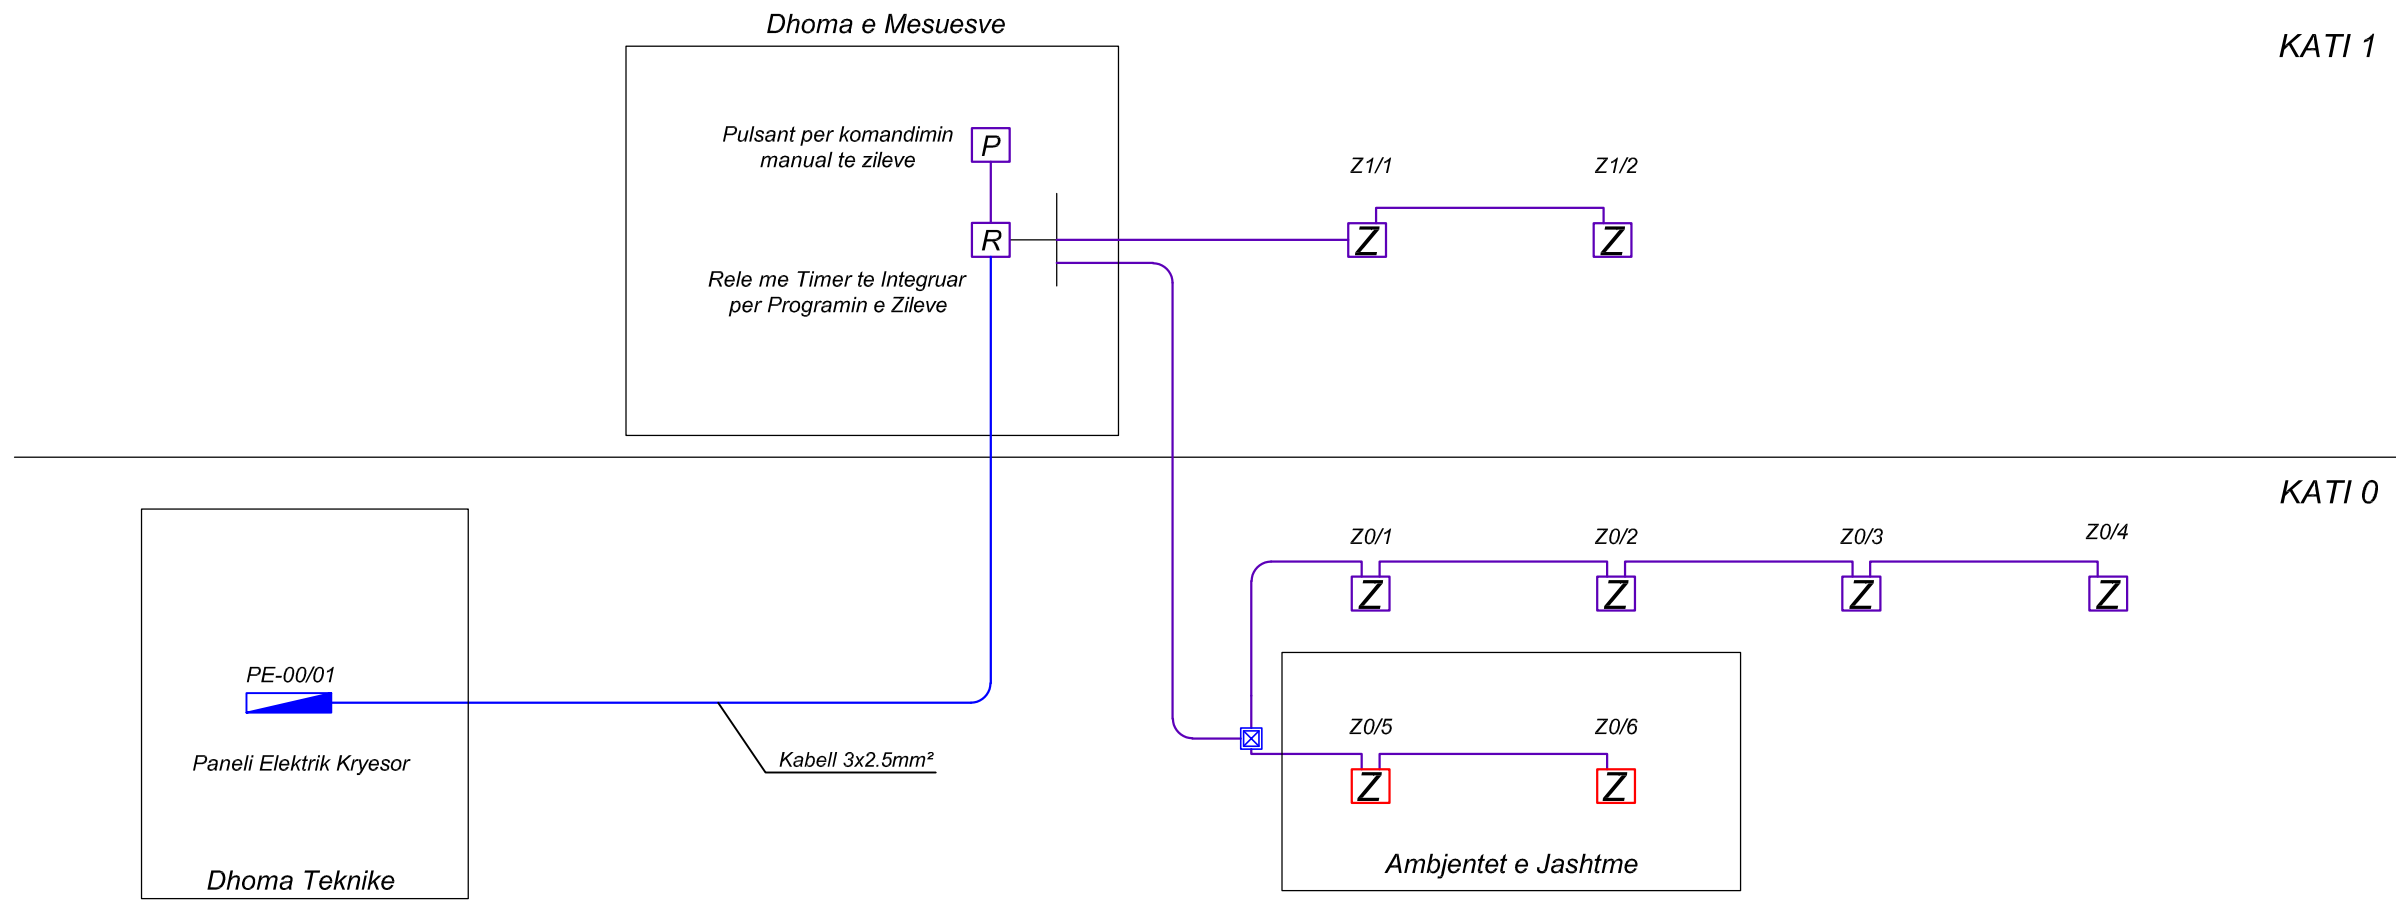 Dhoma e Mesuesve
KATI 1
Pulsant per komandimin
manual te zileve
P
Z1/1
Z1/2
R
Z
Z
Rele me Timer te Integruar
per Programin e Zileve
KATI 0
Z0/1
Z0/2
Z0/3
Z0/4
Z
Z
Z
Z
PE-00/01
Paneli Elektrik Kryesor
Kabell 3x2.5mm²
Z0/5
Z0/6
Z
Z
Ambjentet e Jashtme
Dhoma Teknike